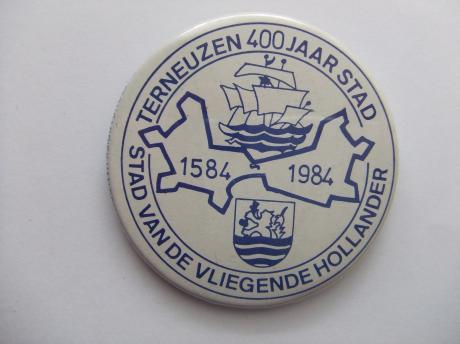 TERNEUZEN 400 JAAR STAD
1584 1984
STAD VAN DE VLIEGENDE HOLLANDER